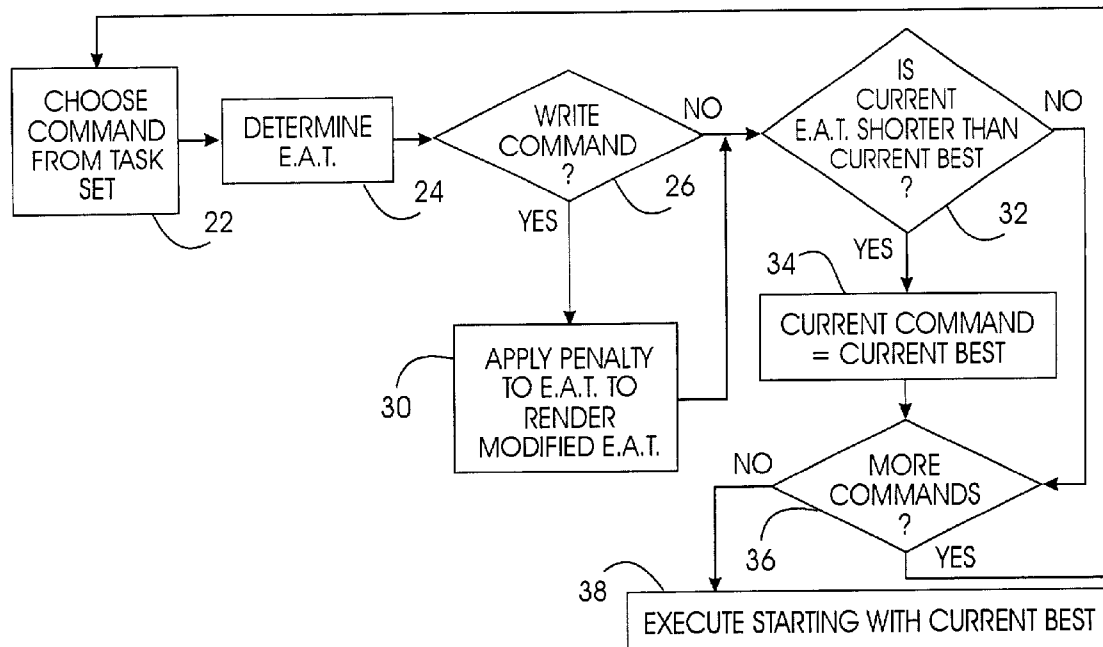 CHOOSE
COMMAND
FROM TASK
SET
22
DETERMINE
E.A.T.
24
WRITE
COMMAND
?
26
NO
YES
APPLY PENALTY
TO E.A.T. TO
RENDER
MODIFIED E.A.T.
30
IS
CURRENT
E.A.T. SHORTER THAN
CURRENT BEST
?
32
NO
YES
34
CURRENT COMMAND
= CURRENT BEST
MORE
COMMANDS
?
36
NO
YES
38
EXECUTE STARTING WITH CURRENT BEST